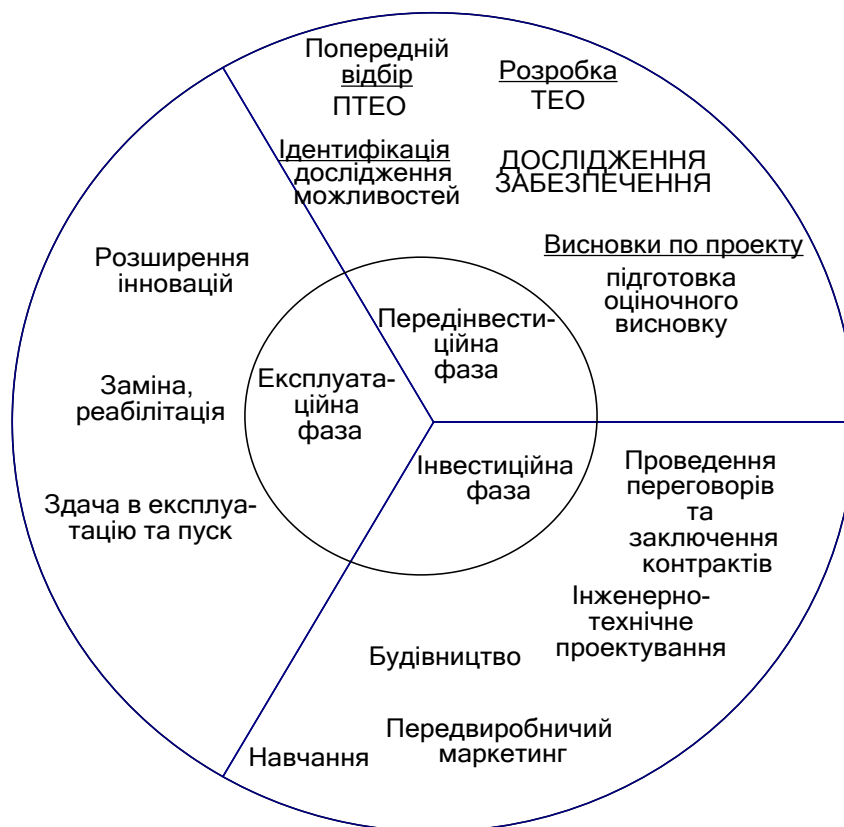 Попередній
відбір
ПТЕО
Розробка
ТЕО
Ідентифікація
дослідження
можливостей
ДОСЛІДЖЕННЯ
ЗАБЕЗПЕЧЕННЯ
Висновки по проекту
підготовка
оціночного
висновку
Передінвести-
ційна
фаза
Розширення
інновацій
Заміна,
реабілітація
Здача в експлуа-
тацію та пуск
Експлуата-
ційна
фаза
Інвестиційна
фаза
Проведення
переговорів
та
заключення
контрактів
Інженерно-
технічне
проектування
Будівництво
Передвиробничий
маркетинг
Навчання